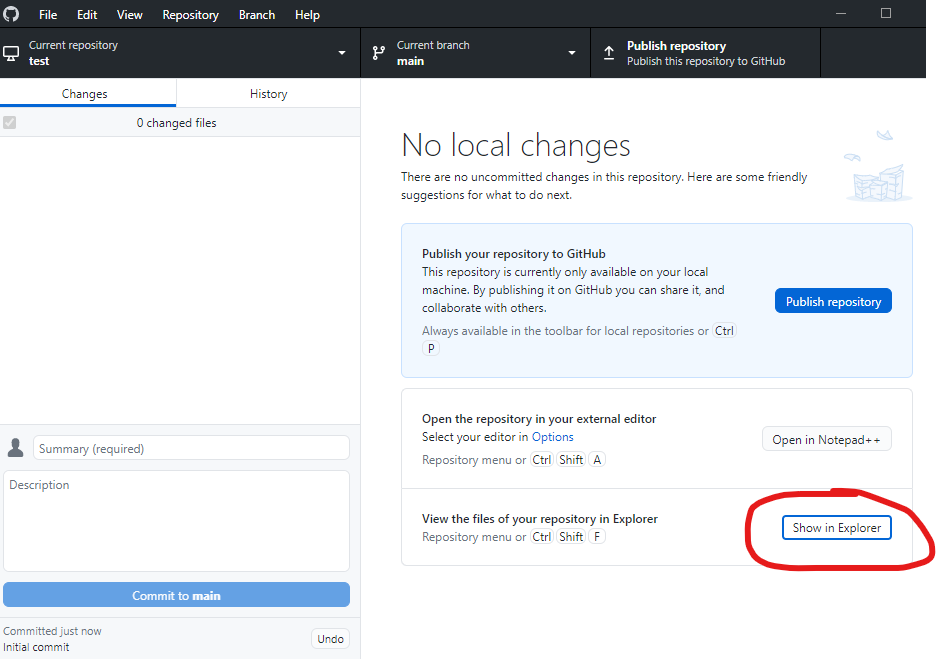 File Edit View Repository Branch Help
Current repository
test
Current branch
main
Publish repository
Publish this repository to GitHub
Changes
History
0 changed files
No local changes
There are no uncommitted changes in this repository. Here are some friendly
suggestions for what to do next.
Publish your repository to GitHub
This repository is currently only available on your local
machine. By publishing it on GitHub you can share it, and
collaborate with others.
Always available in the toolbar for local repositories or Ctrl
P
Publish repository
Open the repository in your external editor
Select your editor in Options
Repository menu or Ctrl Shift A
Open in Notepad++
View the files of your repository in Explorer
Repository menu or Ctrl Shift F
Show in Explorer
Summary (required)
Description
Commit to main
Committed just now
Initial commit
Undo